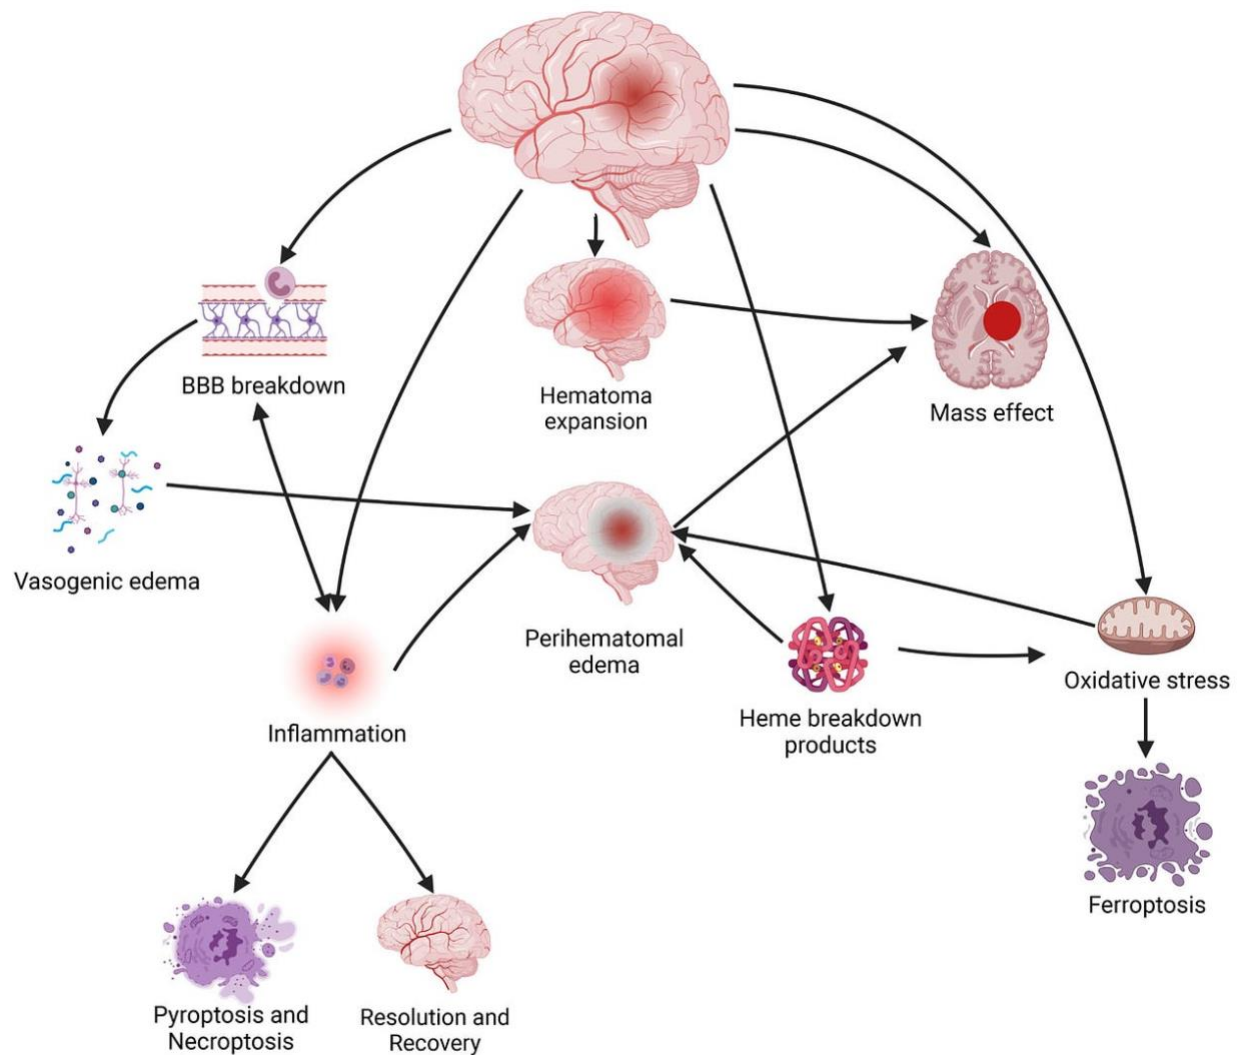 BBB breakdown
Hematoma
expansion
Mass effect
Vasogenic edema
Perihematomal
edema
Heme breakdown
products
Oxidative stress
Inflammation
Ferroptosis
Pyroptosis and
Necroptosis
Resolution and
Recovery